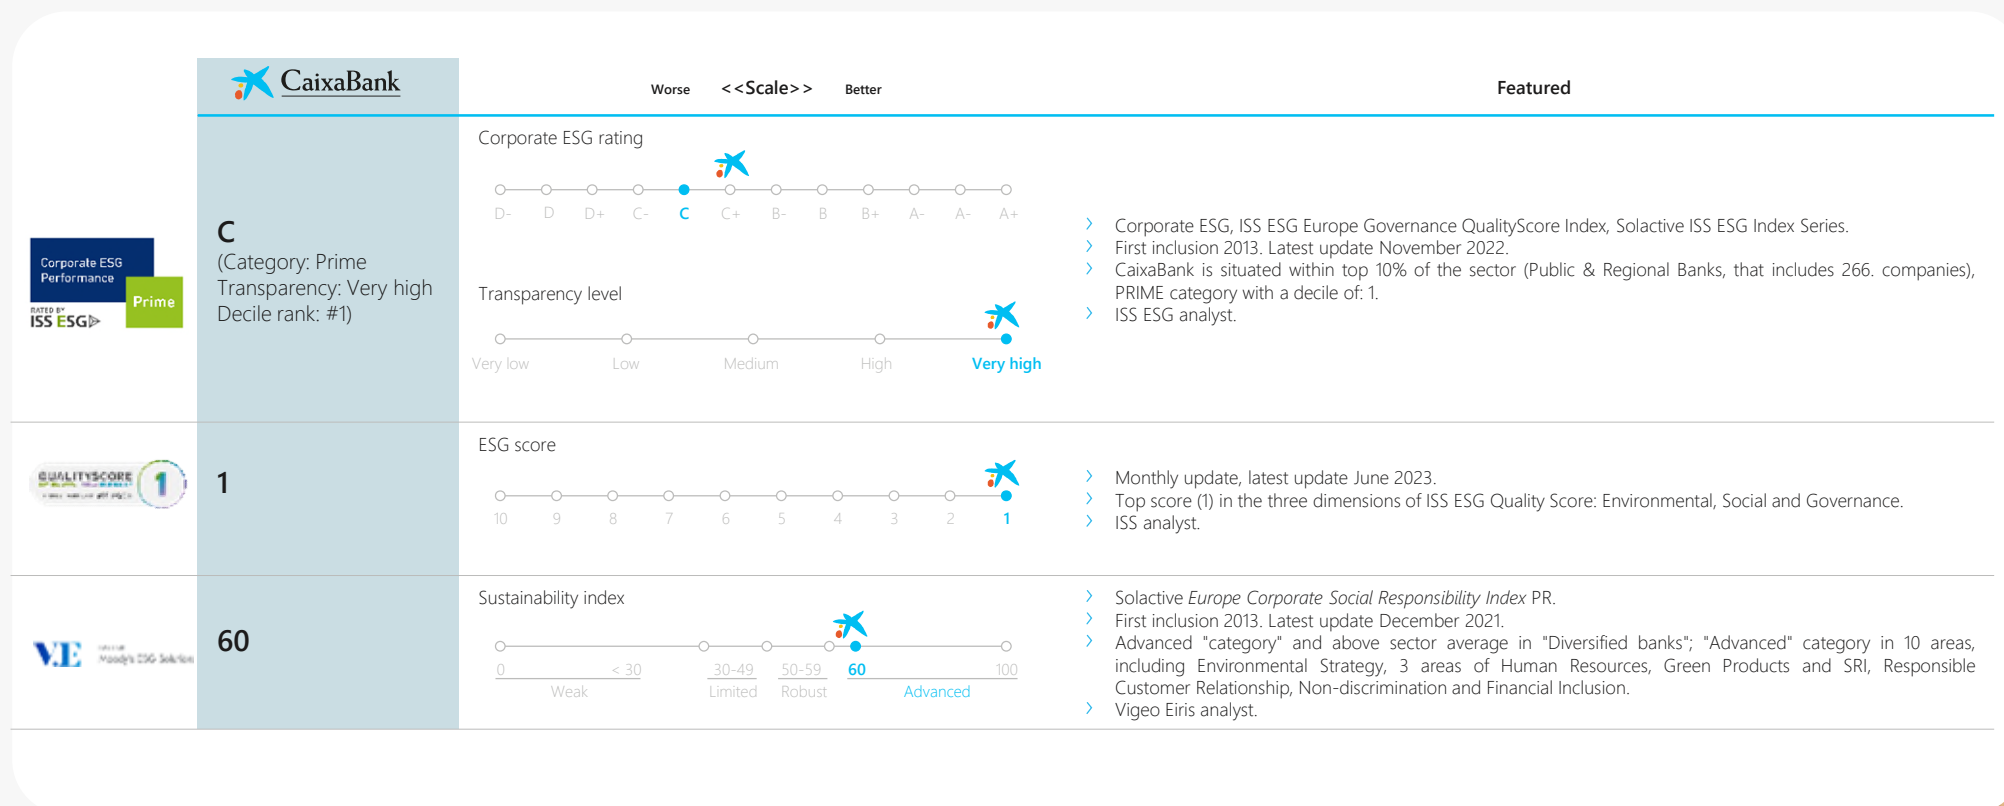 CaixaBank
Worse <<Scale>> Better
Featured
Corporate ESG
Performance
Prime
RATED BY
ISS ESG
C
(Category: Prime
Transparency: Very high
Decile rank: #1)
Corporate ESG rating
D- D D+ C- C C+ B- B B+ A- A- A+
Transparency level
Very low Low Medium High Very high
Corporate ESG, ISS ESG Europe Governance QualityScore Index, Solactive ISS ESG Index Series.
First inclusion 2013. Latest update November 2022.
CaixaBank is situated within top 10% of the sector (Public & Regional Banks, that includes 266. companies),
PRIME category with a decile of: 1.
ISS ESG analyst.
QUALITYSCORE 1
1
ESG score
10 9 8 7 6 5 4 3 2 1
Monthly update, latest update June 2023.
Top score (1) in the three dimensions of ISS ESG Quality Score: Environmental, Social and Governance.
ISS analyst.
V.E
Moody's ESG Solution
60
Sustainability index
0 < 30 30-49 50-59 60 100
Weak Limited Robust Advanced
Solactive Europe Corporate Social Responsibility Index PR.
First inclusion 2013. Latest update December 2021.
Advanced "category" and above sector average in "Diversified banks"; "Advanced" category in 10 areas,
including Environmental Strategy, 3 areas of Human Resources, Green Products and SRI, Responsible
Customer Relationship, Non-discrimination and Financial Inclusion.
Vigeo Eiris analyst.